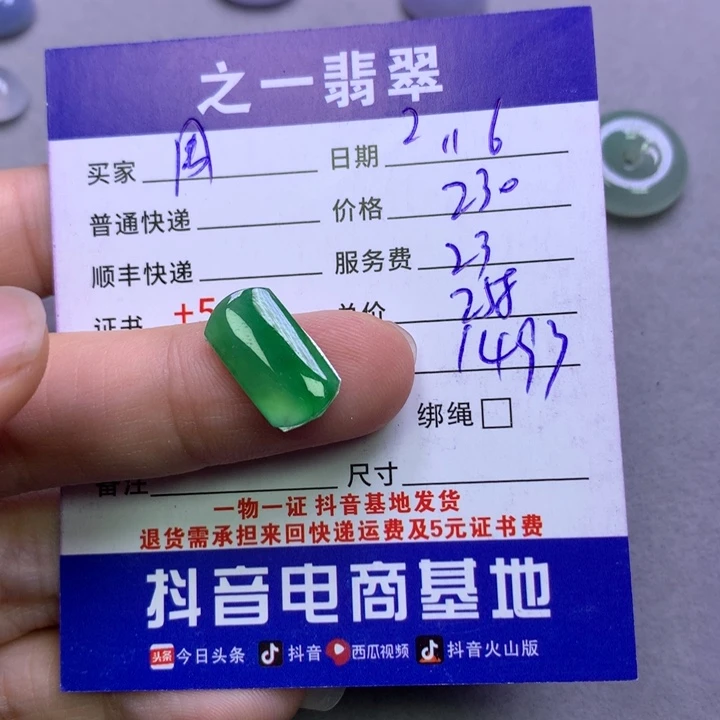 之一翡翠
买家 周 日期 2 11 6
普通快递 价格 230
顺丰快递 服务费 23
证书 +5 总价 258
1493
绑绳
备注 尺寸
一物一证 抖音基地发货
退货需承担来回快递运费及5元证书费
抖音电商基地
头条 今日头条 抖音 西瓜视频 抖音火山版